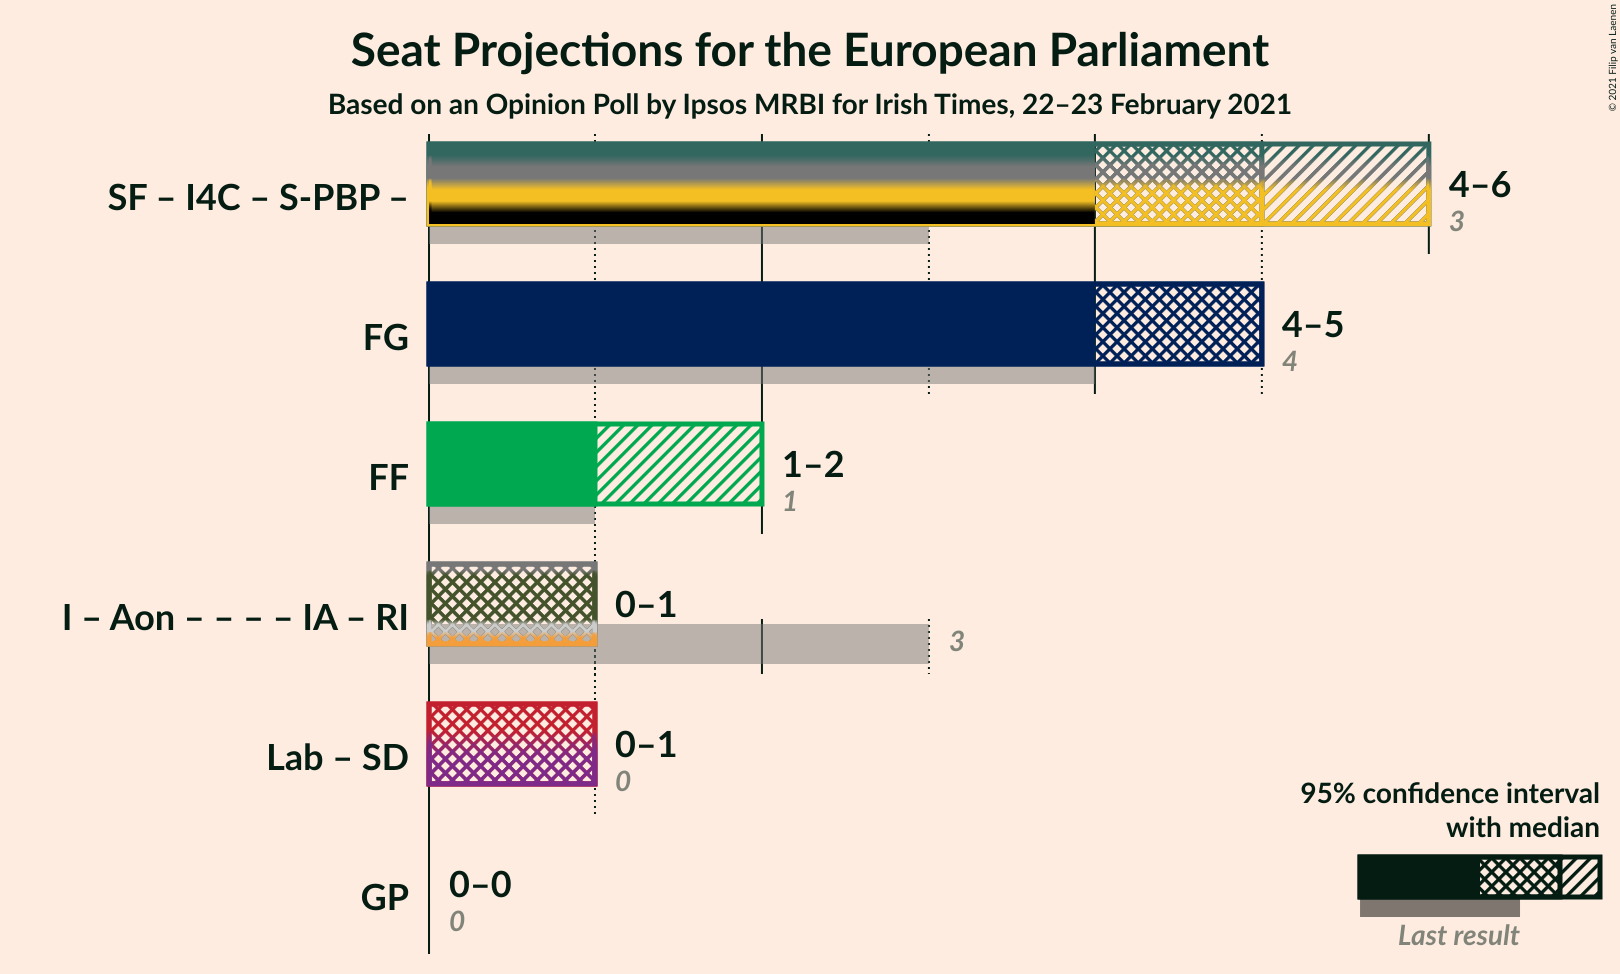 Seat Projections for the European Parliament
Based on an Opinion Poll by Ipsos MRBI for Irish Times, 22–23 February 2021
© 2021 Filip van Laenen
SF – I4C – S-PBP –
4–6
3
FG
4–5
4
FF
1–2
1
I – Aon – – – – IA – RI
0–1
3
Lab – SD
0–1
0
GP
0–0
0
95% confidence interval
with median
Last result